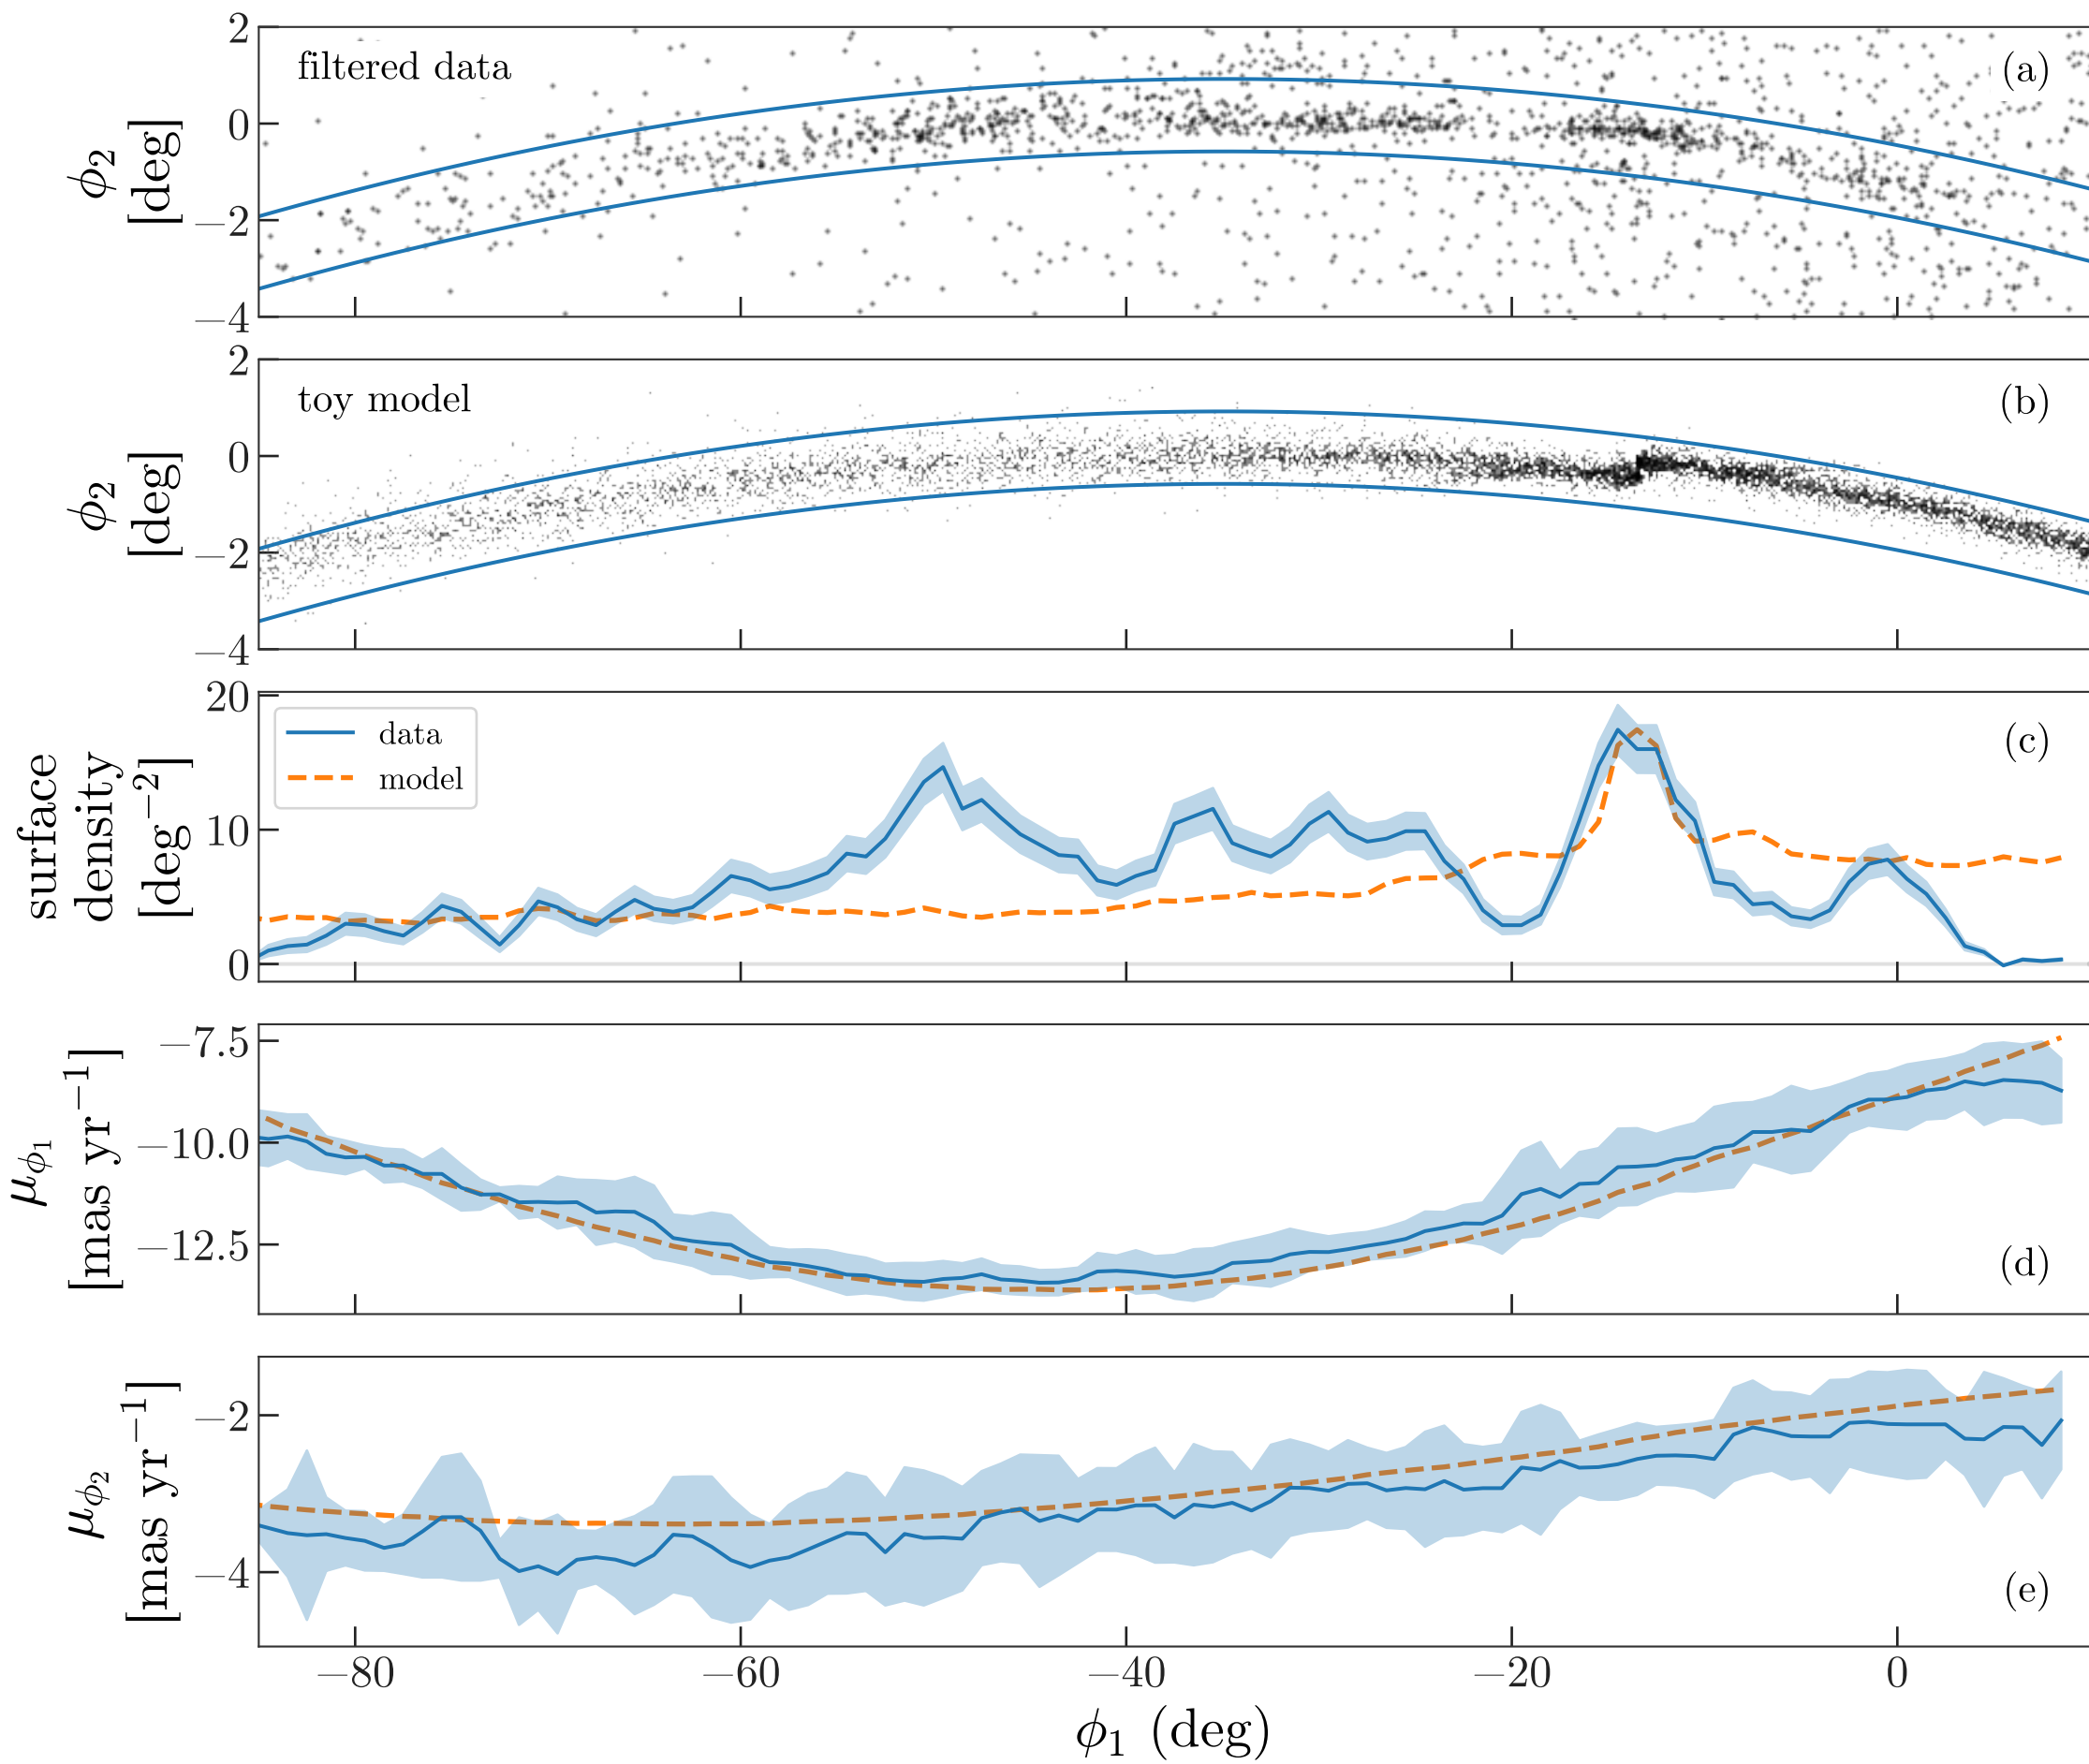 2
0
−2
−4
ϕ2
[deg]
filtered data
(a)
2
0
−2
−4
ϕ2
[deg]
toy model
(b)
20
10
0
surface
density
[deg−2]
data
model
(c)
−7.5
−10.0
−12.5
μϕ1
[mas yr−1]
(d)
−2
−4
μϕ2
[mas yr−1]
(e)
−80 −60 −40 −20 0
ϕ1 (deg)